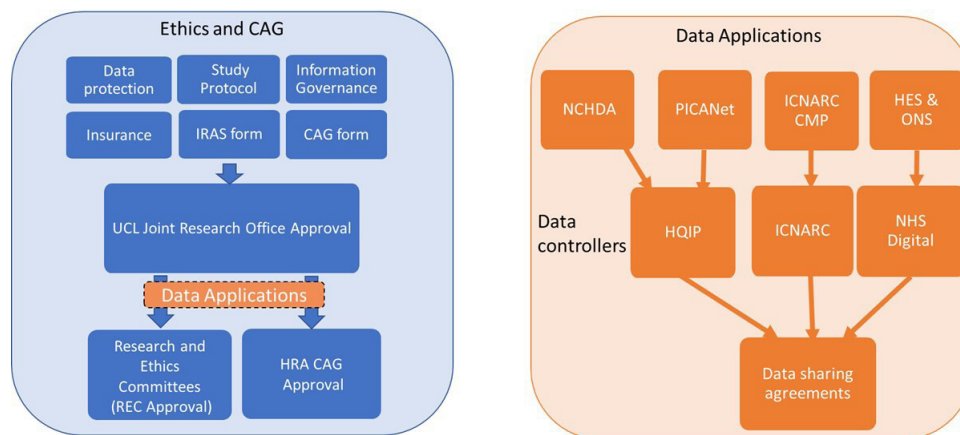 Ethics and CAG
Data
protection
Study
Protocol
Information
Governance
Insurance
IRAS form
CAG form
UCL Joint Research Office Approval
Data Applications
Research and
Ethics
Committees
(REC Approval)
HRA CAG
Approval
Data Applications
NCHDA
PICANet
ICNARC
CMP
HES &
ONS
Data
controllers
HQIP
ICNARC
NHS
Digital
Data sharing
agreements